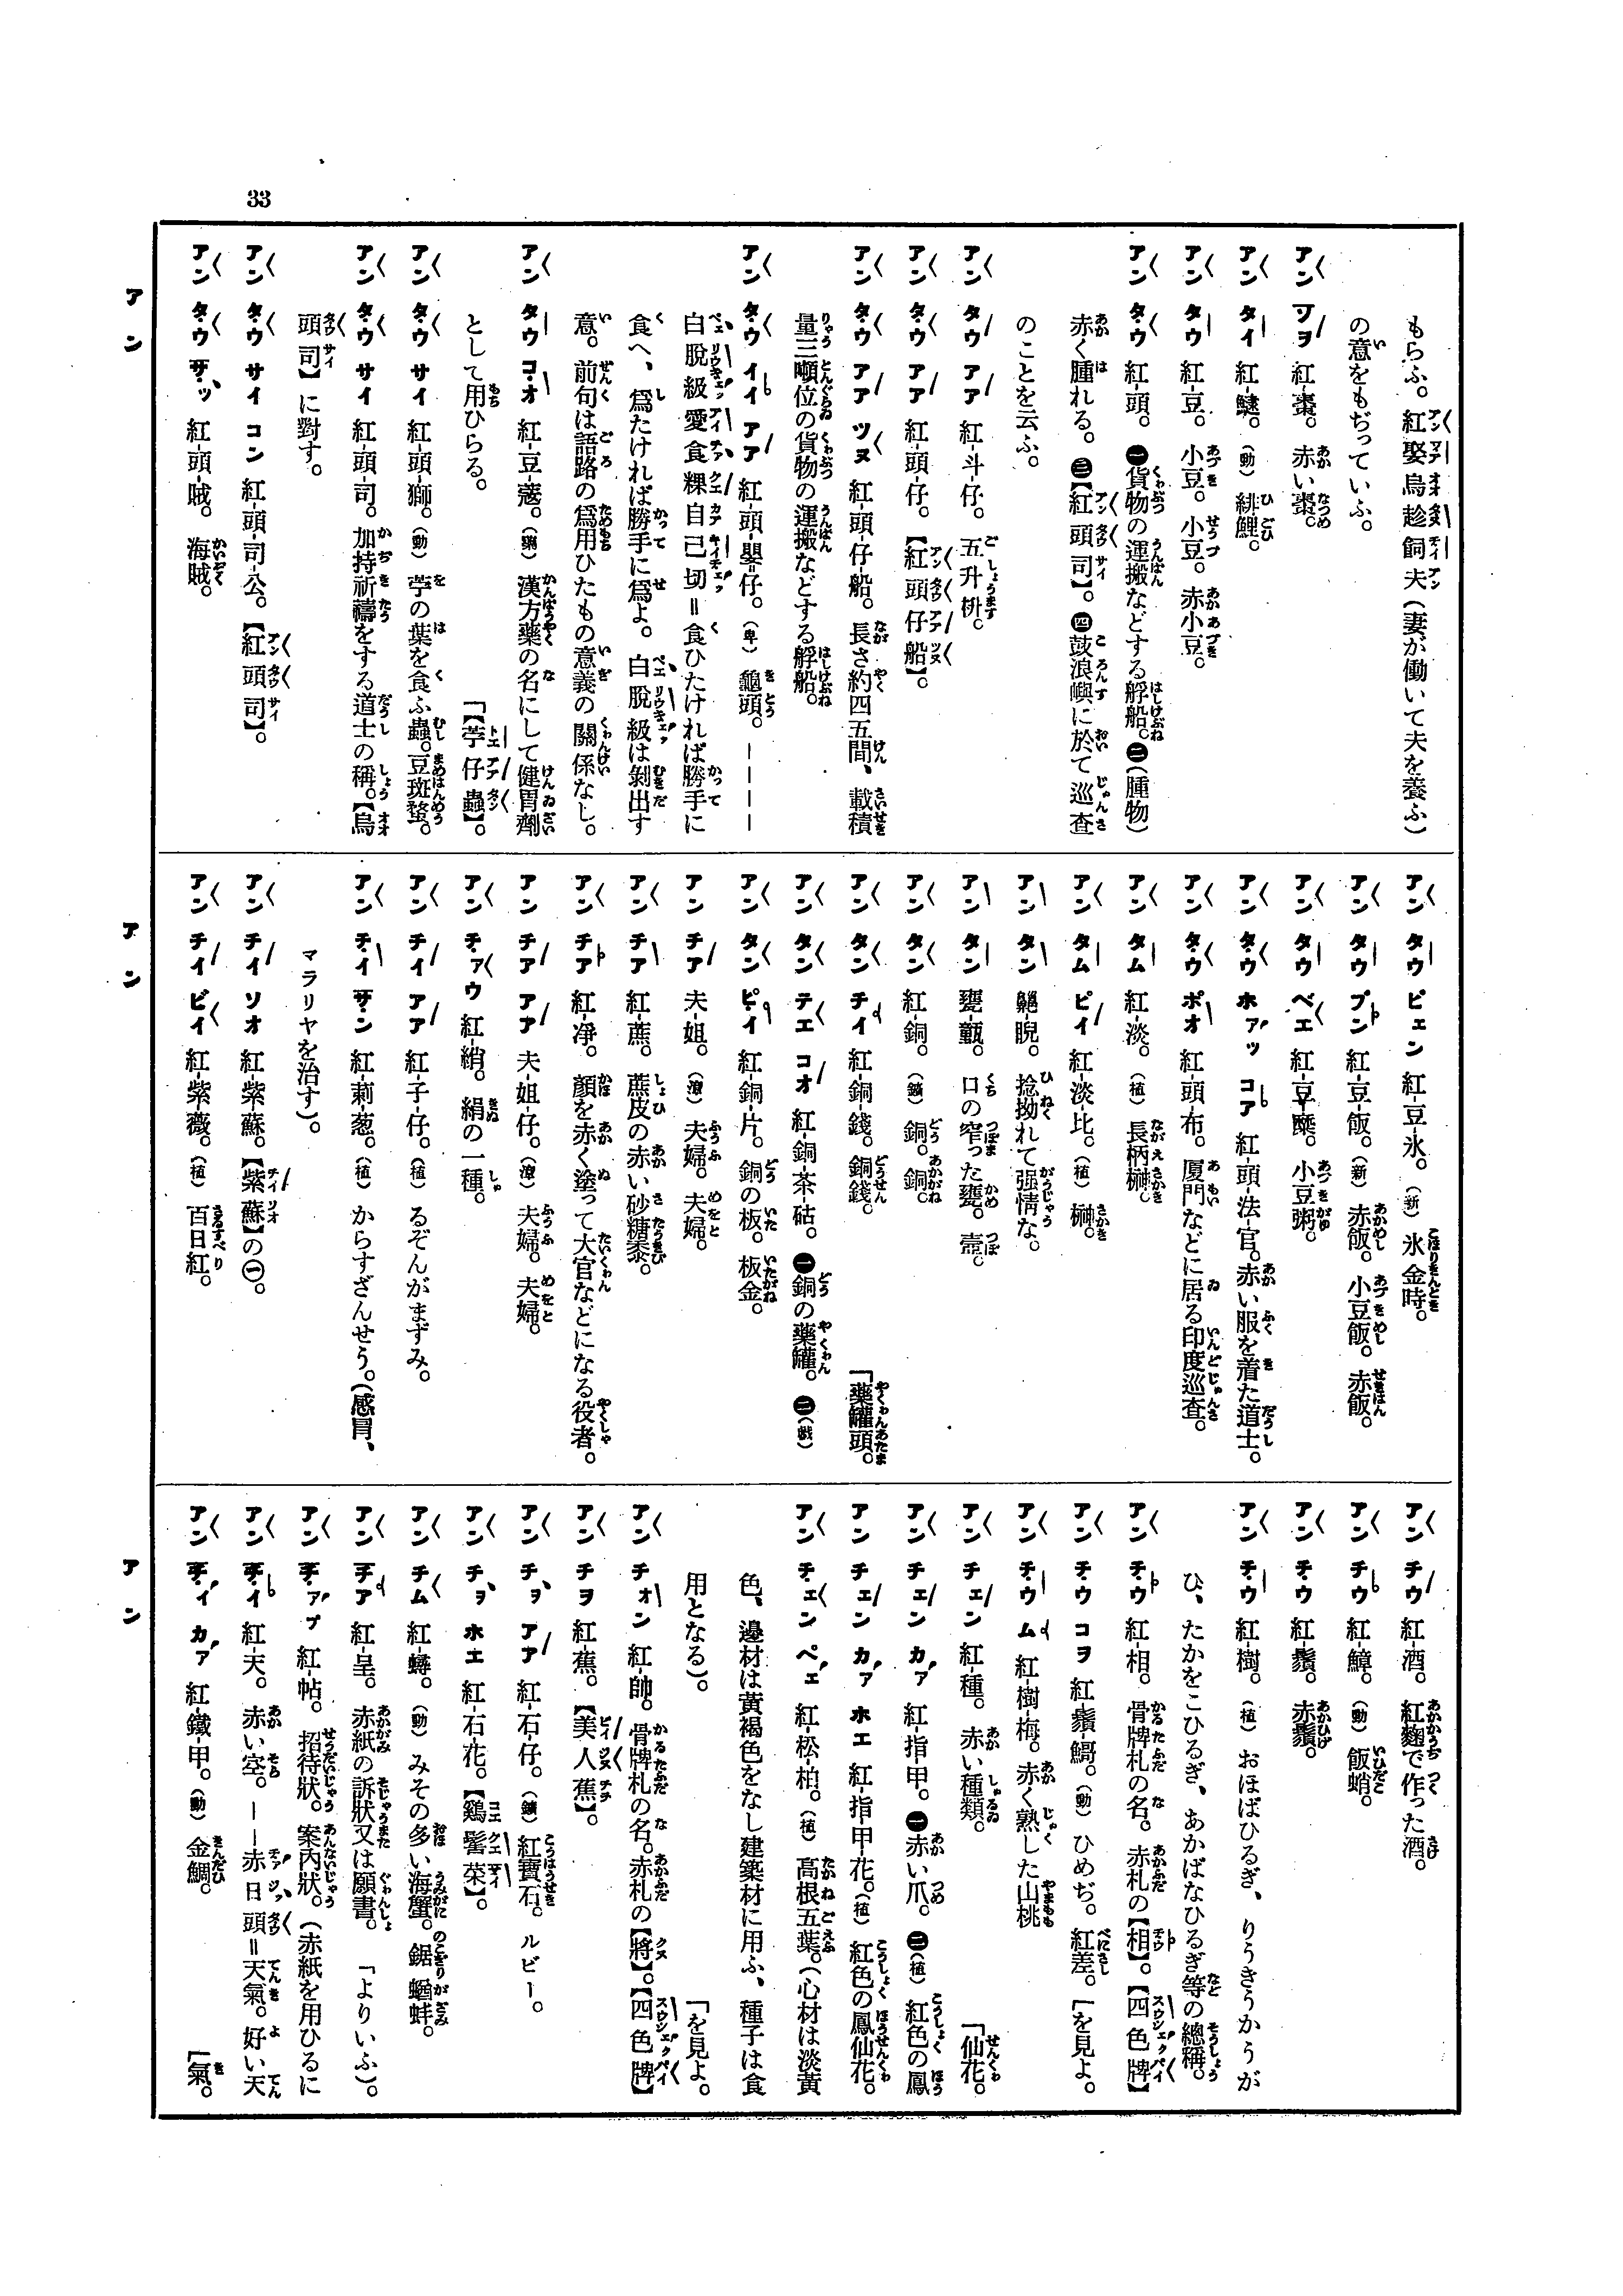 33
もらふ。紅娶烏趁飼夫(妻が働いて夫を養ふ)
の意をもぢっていふ。
アン ツヲ 紅-棗。赤い棗。
アン タイ 紅-鰱。(動) 緋鯉。
アン タウ 紅-豆。小豆。小豆。赤小豆。
アン タウ 紅-頭。㊀貨物の運搬などする艀船。㊁(腫物)
赤く腫れる。㊂【紅頭司】。㊃鼓浪嶼に於て巡査
のことを云ふ。
アン タウ アア 紅-斗-仔。五升枡。
アン タウ アア 紅-頭-仔。【紅頭仔船】。
アン タウ アア ツヌ 紅-頭-仔-船。長さ約四五間、載積
量三噸位の貨物の運搬などする艀船。
アン タウ イイ アア 紅-頭-嬰=仔。(卑) 龜頭。————
白脫級愛食粿自己切=食ひたければ勝手に
食へ、爲たければ勝手に爲よ。白脫級は剝出す
意。前句は語路の爲用ひたもの意義の關係なし。
アン タウ コオ 紅-豆-蔻。(藥) 漢方藥の名にして健胃劑
として用ひらる。「【苧仔蟲】。
アン タウ サイ 紅-頭-獅。(動) 苧の葉を食ふ蟲。豆斑蝥。
アン タウ サイ 紅-頭-司。加持祈禱をする道士の稱。【烏
頭司】に對す。
アン タウ サイ コン 紅-頭-司-公。【紅頭司】。
アン タウ ザッ 紅-頭-賊。海賊。
アン
アン タウ ピェン 紅-豆-氷。(新) 氷金時。
アン タウ プン 紅-豆-飯。(新) 赤飯。小豆飯。赤飯。
アン タウ ベエ 紅-豆-糜。小豆粥。
アン タウ ホァッ コア 紅-頭-法-官。赤い服を着た道士。
アン タウ ポオ 紅-頭-布。厦門などに居る印度巡査。
アン タム 紅-淡。(植) 長柄榊。
アン タム ピイ 紅-淡-比。(植) 榊。
アン タン 捻拗れて强情な。
アン タン 口の窄った甕。壺。
アン タン 紅-銅。(鑛) 銅。銅。
アン タン チイ 紅-銅-錢。銅錢。「藥罐頭。
アン タン テエ コオ 紅-銅-茶-砧。㊀銅の藥罐。㊁(戲)
アン タン ピイ 紅-銅-片。銅の板。板金。
アン チア 夫-姐。 夫婦。夫婦。
アン チア 紅-蔗。蔗皮の赤い砂糖黍。
アン チア 紅-淨。顏を赤く塗って大官などになる役者。
アン チア アア 夫-姐-仔。 夫婦。夫婦。
アン チァウ 紅-綃。絹の一種。
アン チイ アア 紅-子-仔。(植) るぞんがまずみ。
アン チイ ザン 紅-莿-葱。(植) からすざんせう。(感冒、
マラリヤを治す)。
アン チイ ソオ 紅-紫-蘇。【紫蘇】の㊀。
アン チイ ビイ 紅-紫-薇。(植) 百日紅。
アン
アン チウ 紅-酒。紅麴で作った酒。
アン チウ 紅-鱆。(動) 飯蛸。
アン チウ 紅-鬚。赤鬚。
アン チウ 紅-樹。(植) おほばひるぎ、りうきうかうが
ひ、たかをこひるぎ、あかばなひるぎ等の總稱。
アン チウ 紅-相。骨牌札の名。赤札の【相】。【四色牌】
アン チウ コヲ 紅-鬚-鰝。(動) ひめぢ。紅差。「を見よ。
アン チウ ム 紅-樹-梅。赤く熟した山桃
アン チェン 紅-種。赤い種類。「仙花。
アン チェン カァ 紅-指-甲。㊀赤い爪。㊁(植) 紅色の鳳
アン チェン カァ ホエ 紅-指-甲-花。(植) 紅色の鳳仙花。
アン チェン ペェ 紅-松-柏。(植) 高根五葉。(心材は淡黃
色、邊材は黃褐色をなし建築材に用ふ、種子は食
用となる)。「を見よ。
アン チォン 紅-帥。骨牌札の名。赤札の【將】。【四色牌】
アン チヲ 紅-蕉。【美人蕉】。
アン チョ アア 紅-石-仔。(鑛) 紅寶石。ルビー。
アン チョ ホエ 紅-石-花。【鷄髻菜】。
アン チム 紅-蟳。(動) みその多い海蟹。鋸蝤蛑。
アン チア 紅-呈。赤紙の訴狀又は願書。「よりいふ)。
アン チァプ 紅-帖。招待狀。案內狀。(赤紙を用ひるに
アン チイ 紅-天。赤い空。——赤日頭=天氣。好い天
アン チイ カァ 紅-鐵-甲。(動) 金鯛。「氣。
アン